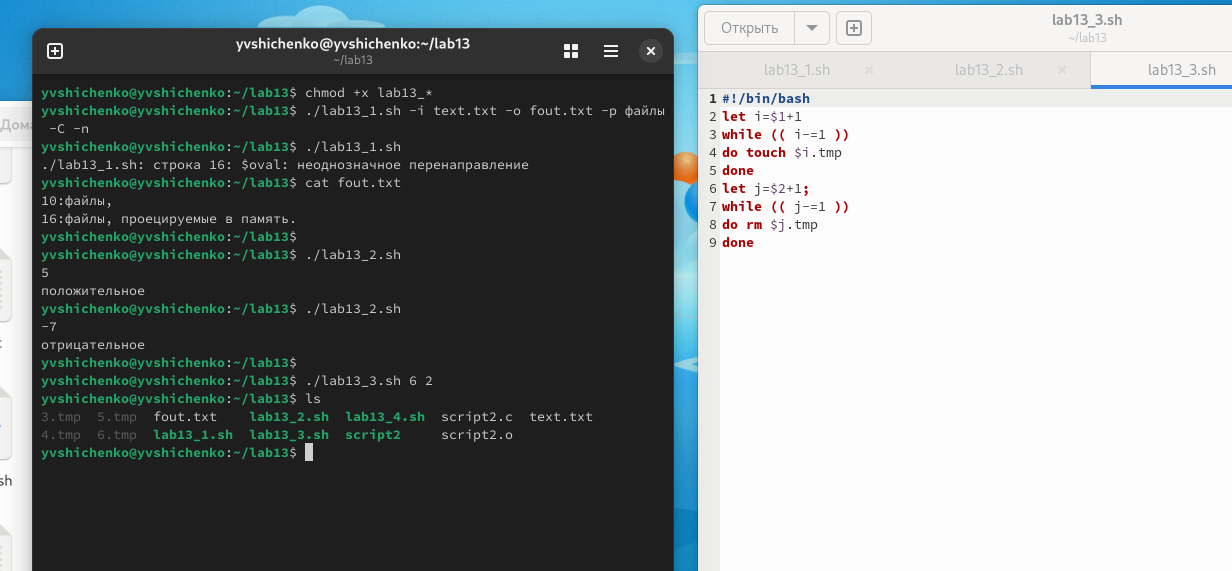 yvshichenko@yvshichenko:~/lab13
~/lab13
yvshichenko@yvshichenko:~/lab13$ chmod +x lab13_*
yvshichenko@yvshichenko:~/lab13$ ./lab13_1.sh -i text.txt -o fout.txt -p файлы
-C -n
yvshichenko@yvshichenko:~/lab13$ ./lab13_1.sh
./lab13_1.sh: строка 16: $oval: неоднозначное перенаправление
yvshichenko@yvshichenko:~/lab13$ cat fout.txt
10:файлы,
16:файлы, проецируемые в память.
yvshichenko@yvshichenko:~/lab13$
yvshichenko@yvshichenko:~/lab13$ ./lab13_2.sh
5
положительное
yvshichenko@yvshichenko:~/lab13$ ./lab13_2.sh
-7
отрицательное
yvshichenko@yvshichenko:~/lab13$
yvshichenko@yvshichenko:~/lab13$ ./lab13_3.sh 6 2
yvshichenko@yvshichenko:~/lab13$ ls
3.tmp 5.tmp fout.txt lab13_2.sh lab13_4.sh script2.c text.txt
4.tmp 6.tmp lab13_1.sh lab13_3.sh script2 script2.o
yvshichenko@yvshichenko:~/lab13$
Открыть
lab13_3.sh
~/lab13
lab13_1.sh × lab13_2.sh × lab13_3.sh
1 #!/bin/bash
2 let i=$1+1
3 while (( i-=1 ))
4 do touch $i.tmp
5 done
6 let j=$2+1;
7 while (( j-=1 ))
8 do rm $j.tmp
9 done
sh